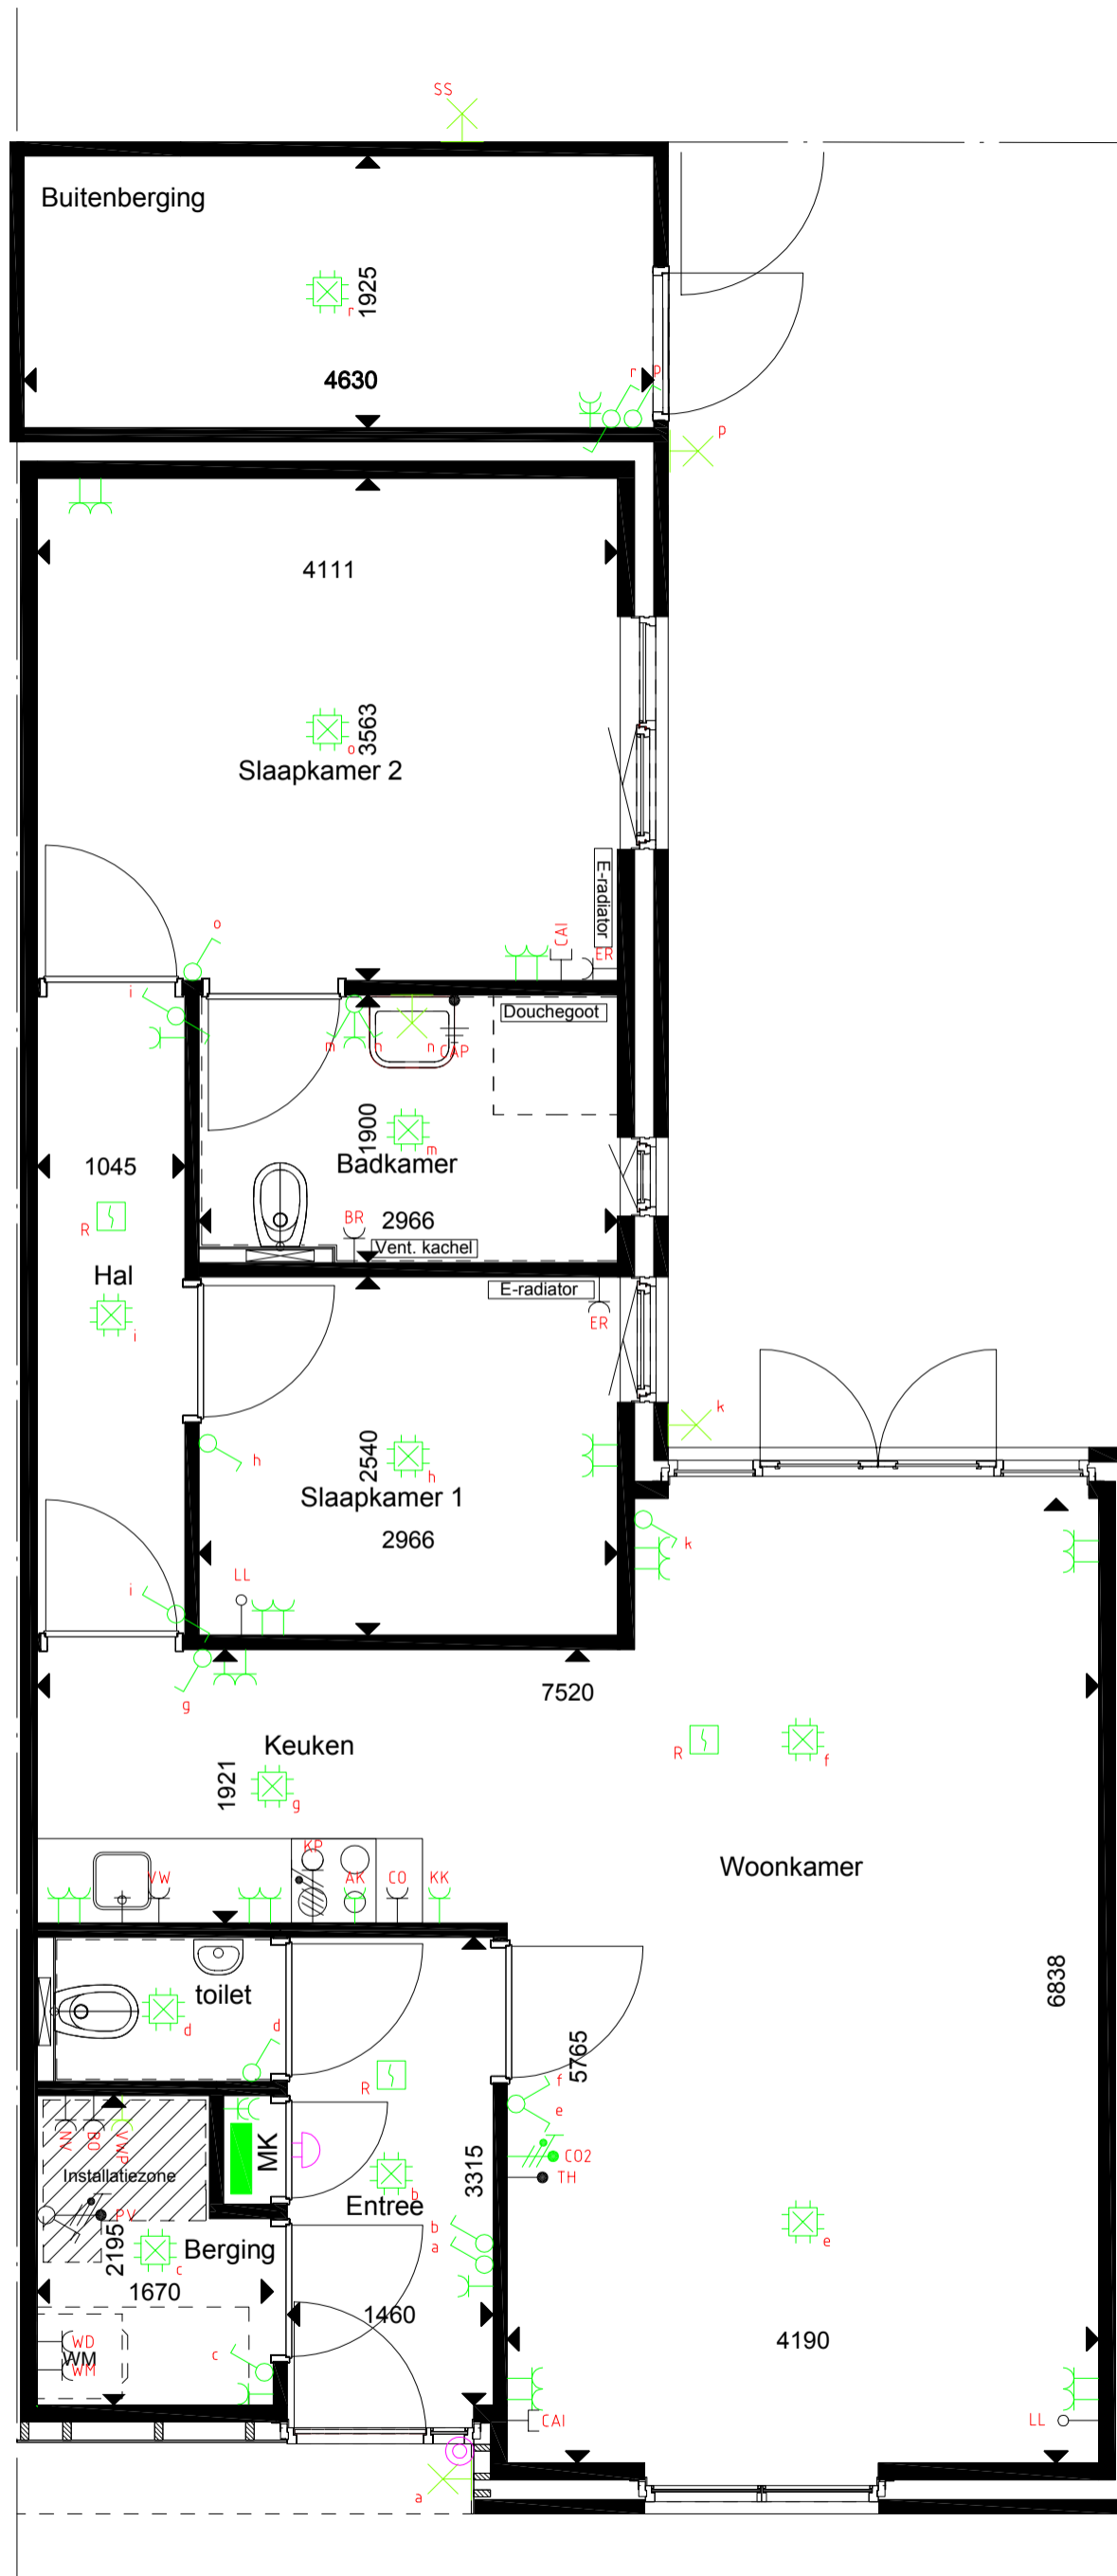 SS
Buitenberging
1925
r
4630
r p
p
4111
3563
o
Slaapkamer 2
E-radiator
o
CAI
ER
i
Douchegoot
m h n CAP
1900
m
Badkamer
1045
BR
2966
R
Vent. kachel
Hal
E-radiator
i
ER
k
h
2540
h
Slaapkamer 1
2966
k
LL
i
g
7520
Keuken
R
f
1921
g
KP
Woonkamer
VW
AK
CO
KK
toilet
d
d
6838
5765
R
f
e
NV
BO
VWP
MK
CO2
TH
Installatiezone
3315
b
Entree
PV
b
a
2195
Berging
c
e
1670
1460
4190
WD
WM
WM
c
CAI
LL
a